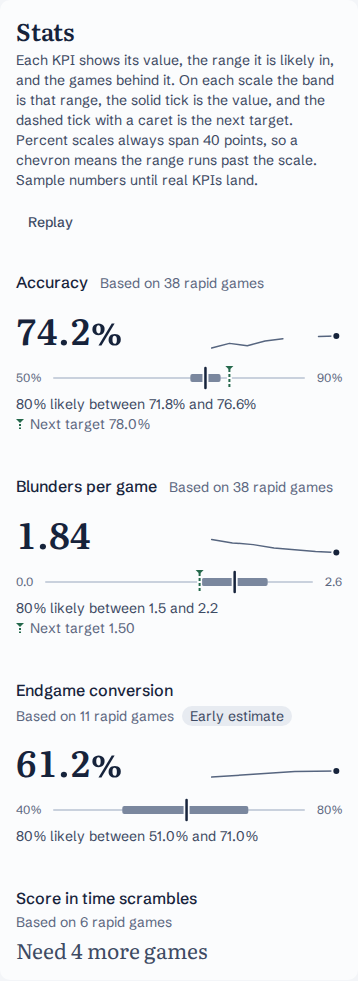 Stats
Each KPI shows its value, the range it is likely in,
and the games behind it. On each scale the band
is that range, the solid tick is the value, and the
dashed tick with a caret is the next target.
Percent scales always span 40 points, so a
chevron means the range runs past the scale.
Sample numbers until real KPIs land.
Replay
Accuracy Based on 38 rapid games
74.2%
50% 90%
80% likely between 71.8% and 76.6%
Next target 78.0%
Blunders per game Based on 38 rapid games
1.84
0.0 2.6
80% likely between 1.5 and 2.2
Next target 1.50
Endgame conversion
Based on 11 rapid games Early estimate
61.2%
40% 80%
80% likely between 51.0% and 71.0%
Score in time scrambles
Based on 6 rapid games
Need 4 more games